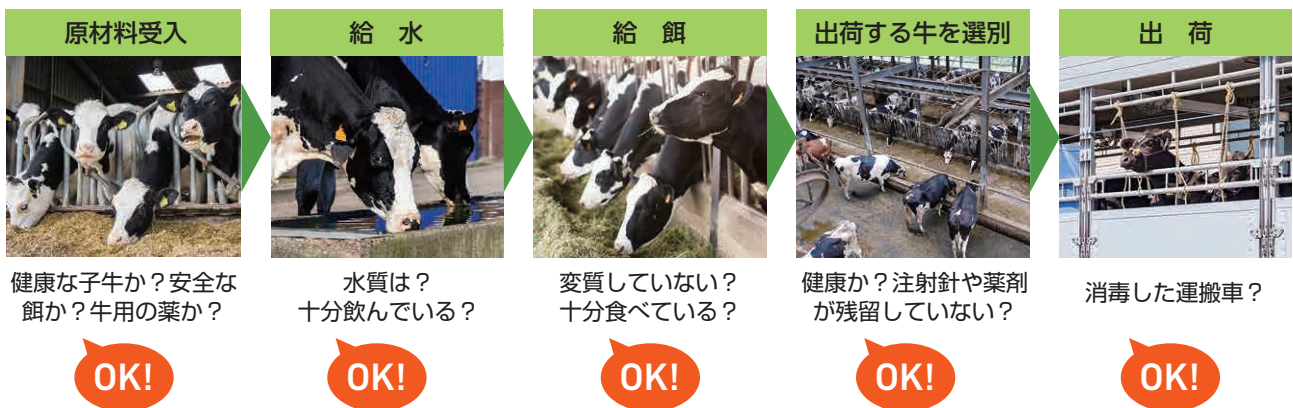 原材料受入
給 水
給 餌
出荷する牛を選別
出 荷
健康な子牛か？安全な
餌か？牛用の薬か？
水質は？
十分飲んでいる？
変質していない？
十分食べている？
健康か？注射針や薬剤
が残留していない？
消毒した運搬車？
OK!
OK!
OK!
OK!
OK!